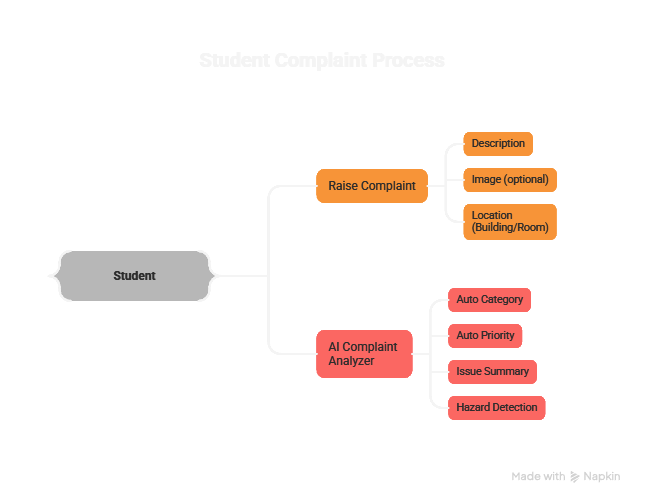 Student Complaint Process
Student
Raise Complaint
Description
Image (optional)
Location
(Building/Room)
AI Complaint
Analyzer
Auto Category
Auto Priority
Issue Summary
Hazard Detection
Made with Napkin